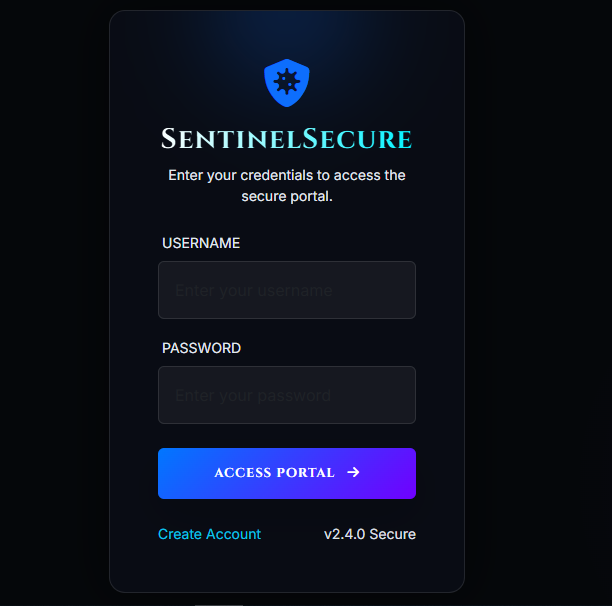 SentinelSecure
Enter your credentials to access the
secure portal.
USERNAME
Enter your username
PASSWORD
Enter your password
ACCESS PORTAL →
Create Account
v2.4.0 Secure